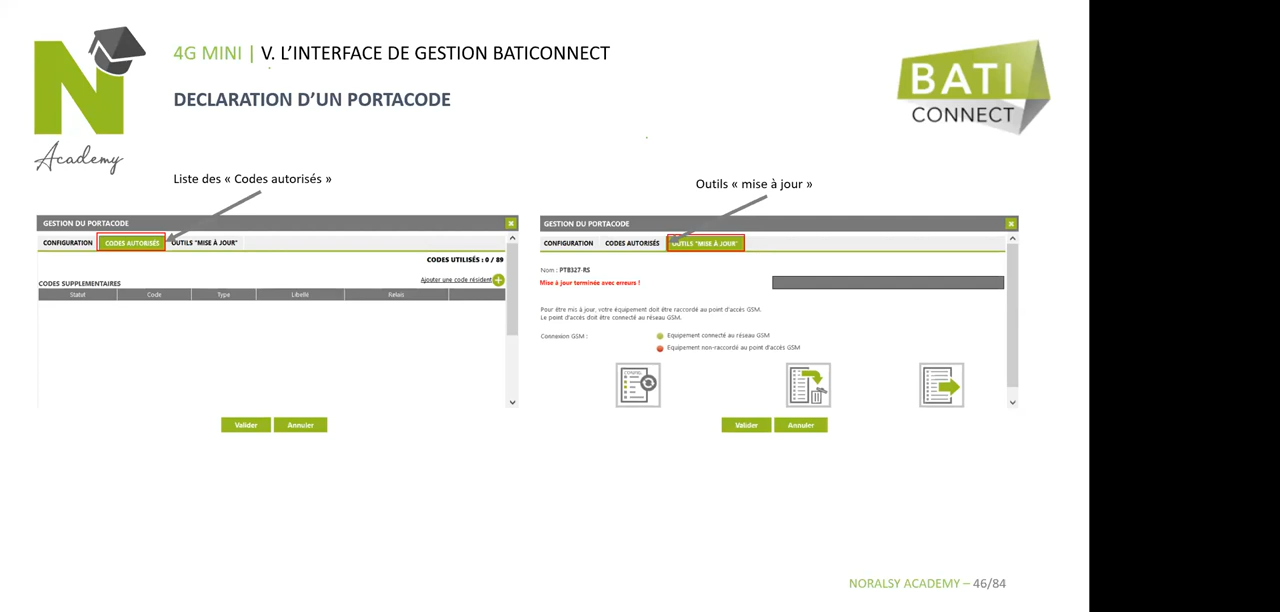 4G MINI | V. L'INTERFACE DE GESTION BATICONNECT
DECLARATION D'UN PORTACODE
Academy
BATI
CONNECT
Liste des « Codes autorisés »
Outils « mise à jour »
GESTION DU PORTACODE
CONFIGURATION CODES AUTORISÉS OUTILS "MISE À JOUR"
CODES UTILISÉS : 0 / 89
Ajouter une code résident
CODES SUPPLEMENTAIRES
Statut Code Type Libellé Relais
Valider Annuler
GESTION DU PORTACODE
CONFIGURATION CODES AUTORISÉS OUTILS "MISE À JOUR"
Nom : PTB327-RS
Mise à jour terminée avec erreurs !
Pour être mis à jour, votre équipement doit être raccordé au point d'accès GSM.
Le point d'accès doit être connecté au réseau GSM.
Connexion GSM :
Equipement connecté au réseau GSM
Equipement non-raccordé au point d'accés GSM
CONFIG
Valider Annuler
NORALSY ACADEMY – 46/84